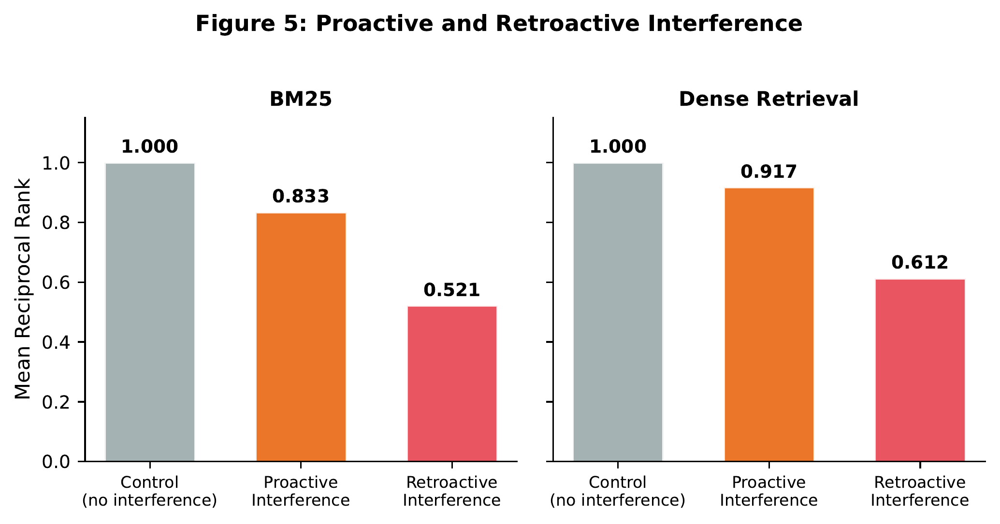 Figure 5: Proactive and Retroactive Interference
BM25
Mean Reciprocal Rank
1.0
0.8
0.6
0.4
0.2
0.0
1.000
0.833
0.521
Control
(no interference)
Proactive
Interference
Retroactive
Interference
Dense Retrieval
1.000
0.917
0.612
Control
(no interference)
Proactive
Interference
Retroactive
Interference